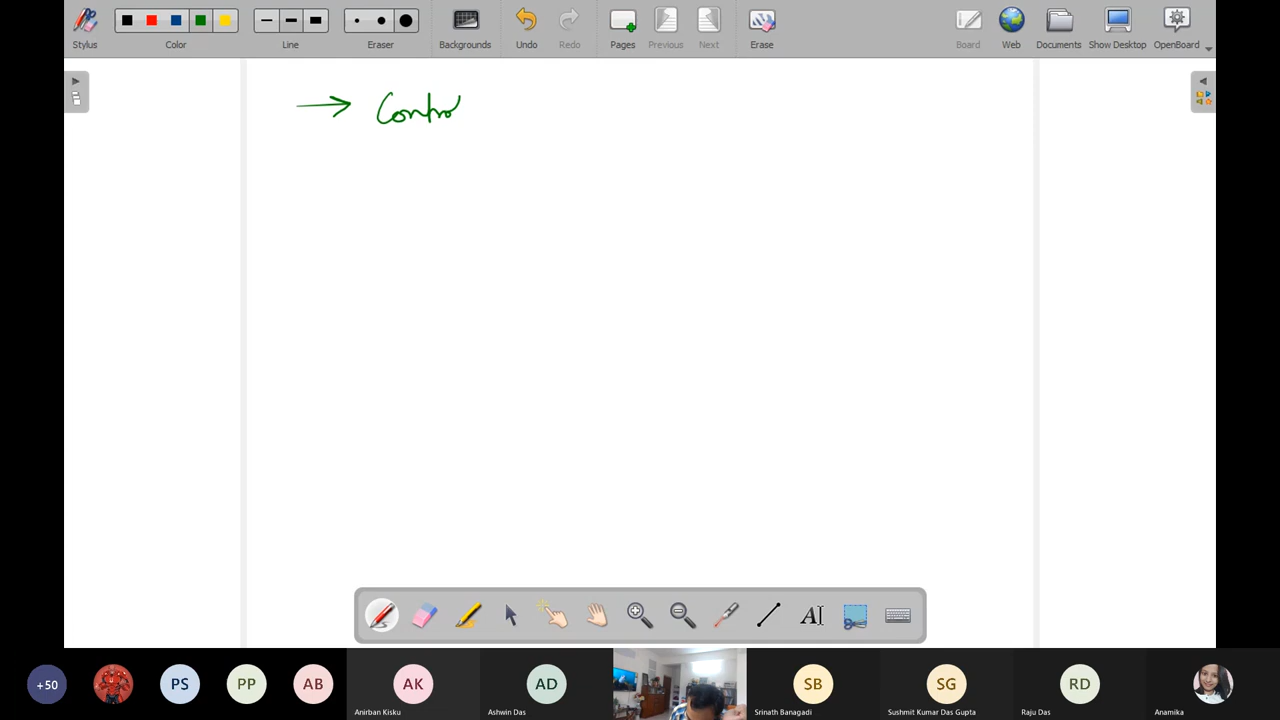 Stylus Color Line Eraser Backgrounds Undo Redo Pages Previous Next Erase Board Web Documents Show Desktop OpenBoard
→ Contro
AI
+50 PS PP AB AK AD SB SG RD
Anirban Kisku Ashwin Das Srinath Banagadi Sushmit Kumar Das Gupta Raju Das Anamika